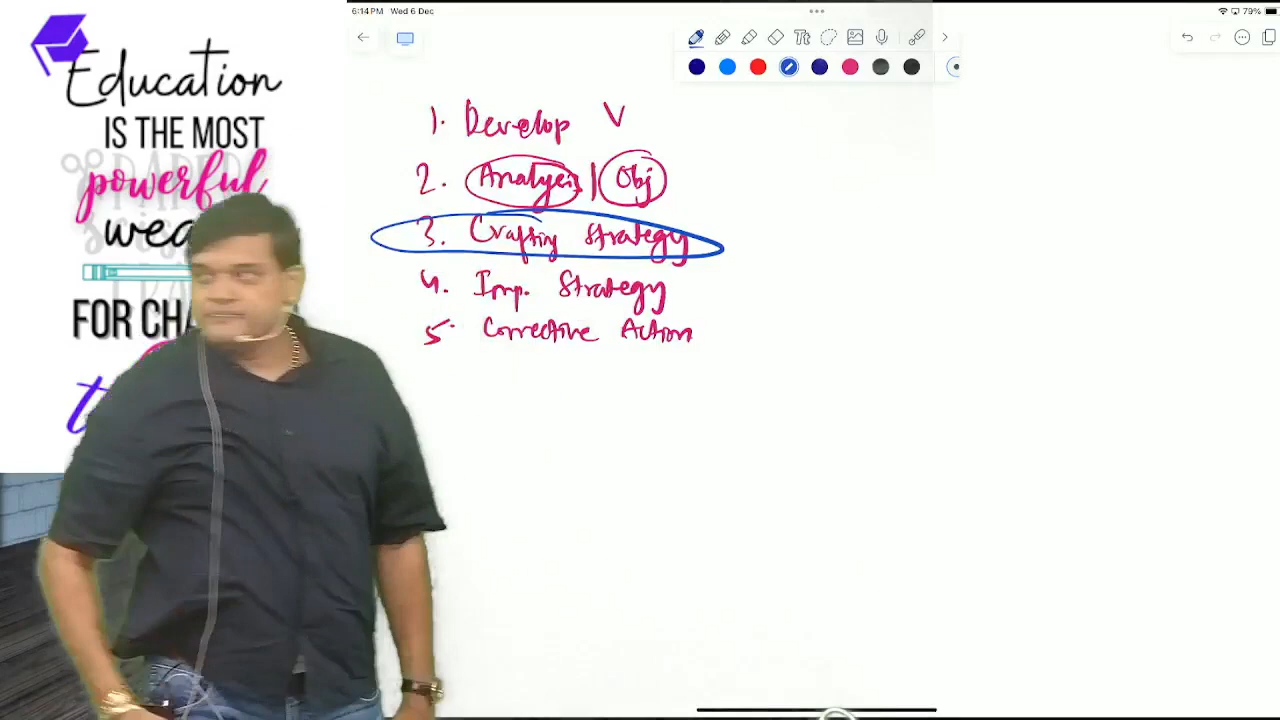 6:14 PM Wed 6 Dec
79%
Education
IS THE MOST
powerful
FOR
1. Develop V
2. Analysis | Obj
3. Crafting Strategy
4. Imp. Strategy
5. Corrective Action
Tt